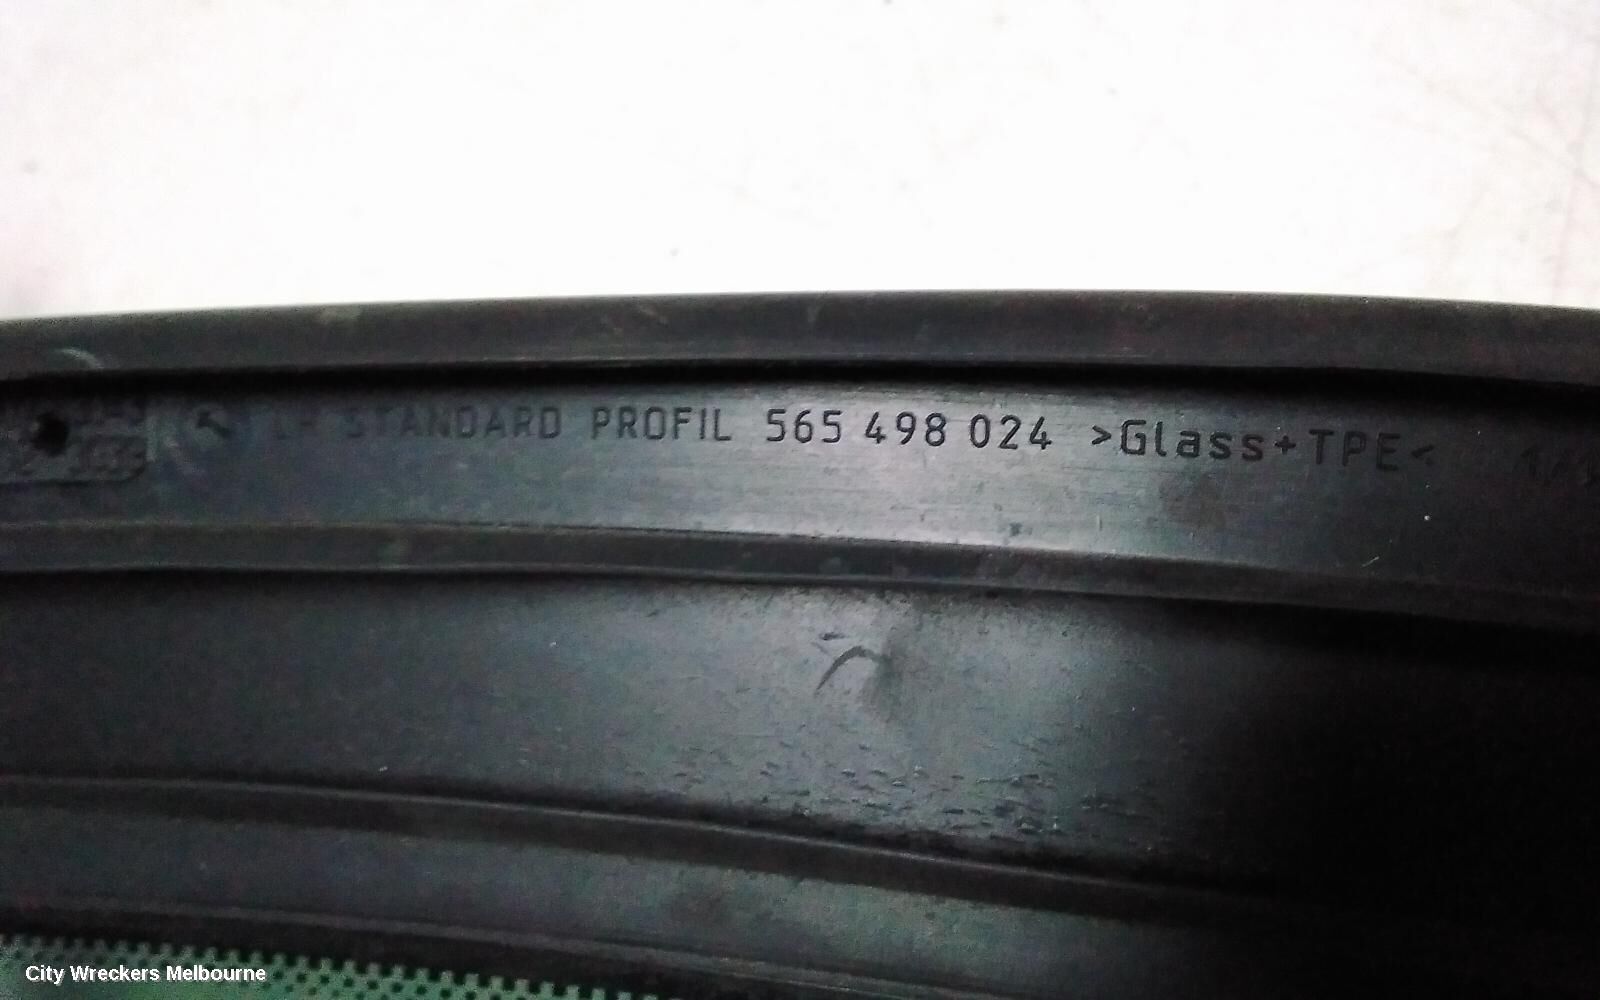 STANDARD PROFIL 565 498 024 >Glass+TPE<
City Wreckers Melbourne